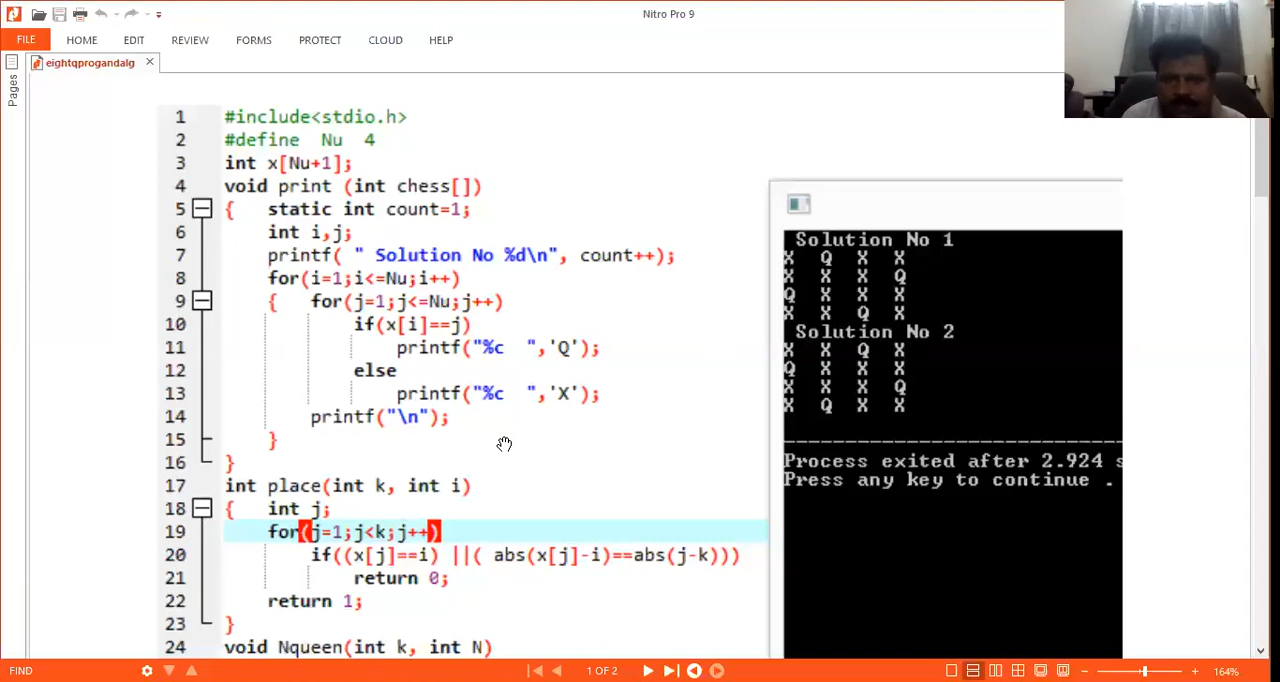 Nitro Pro 9
FILE HOME EDIT REVIEW FORMS PROTECT CLOUD HELP
eightqprogandalg
Pages
1 #include<stdio.h>
2 #define  Nu  4
3 int x[Nu+1];
4 void print (int chess[])
5 {   static int count=1;
6 int i,j;
7 printf( " Solution No %d\n", count++);
8 for(i=1;i<=Nu;i++)
9 {   for(j=1;j<=Nu;j++)
10 if(x[i]==j)
11 printf("%c  ",'Q');
12 else
13 printf("%c  ",'X');
14 printf("\n");
15 }
16 }
17 int place(int k, int i)
18 {   int j;
19 for(j=1;j<k;j++)
20 if((x[j]==i) ||( abs(x[j]-i)==abs(j-k)))
21 return 0;
22 return 1;
23 }
24 void Nqueen(int k, int N)
Solution No 1
X Q X X
X X X Q
Q X X X
X X Q X
Solution No 2
X X Q X
Q X X X
X X X Q
X Q X X
Process exited after 2.924 s
Press any key to continue .
FIND
1 OF 2
164%